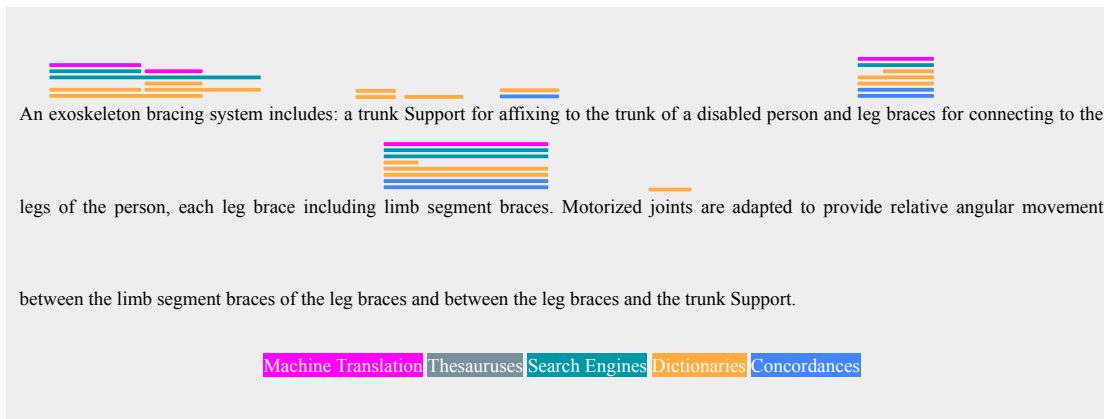 An exoskeleton bracing system includes: a trunk Support for affixing to the trunk of a disabled person and leg braces for connecting to the
legs of the person, each leg brace including limb segment braces. Motorized joints are adapted to provide relative angular movement
between the limb segment braces of the leg braces and between the leg braces and the trunk Support.
Machine Translation Thesauruses Search Engines Dictionaries Concordances